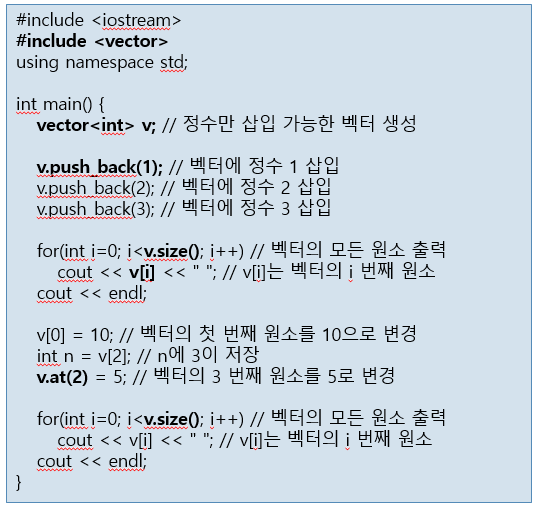 #include <iostream>
#include <vector>
using namespace std;
int main() {
vector<int> v; // 정수만 삽입 가능한 벡터 생성
v.push_back(1); // 벡터에 정수 1 삽입
v.push_back(2); // 벡터에 정수 2 삽입
v.push_back(3); // 벡터에 정수 3 삽입
for(int i=0; i<v.size(); i++) // 벡터의 모든 원소 출력
cout << v[i] << " "; // v[i]는 벡터의 i 번째 원소
cout << endl;
v[0] = 10; // 벡터의 첫 번째 원소를 10으로 변경
int n = v[2]; // n에 3이 저장
v.at(2) = 5; // 벡터의 3 번째 원소를 5로 변경
for(int i=0; i<v.size(); i++) // 벡터의 모든 원소 출력
cout << v[i] << " "; // v[i]는 벡터의 i 번째 원소
cout << endl;
}